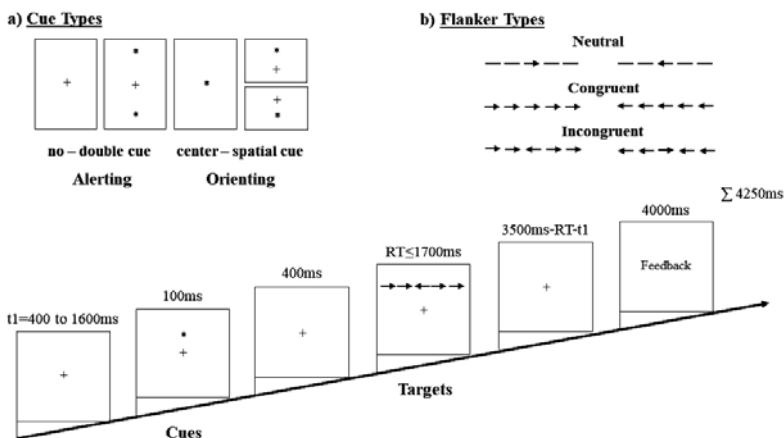 a) Cue Types
no – double cue
center – spatial cue
Alerting
Orienting
b) Flanker Types
Neutral
Congruent
Incongruent
t1=400 to 1600ms
100ms
400ms
RT≤1700ms
3500ms-RT-t1
4000ms
∑ 4250ms
Feedback
Cues
Targets